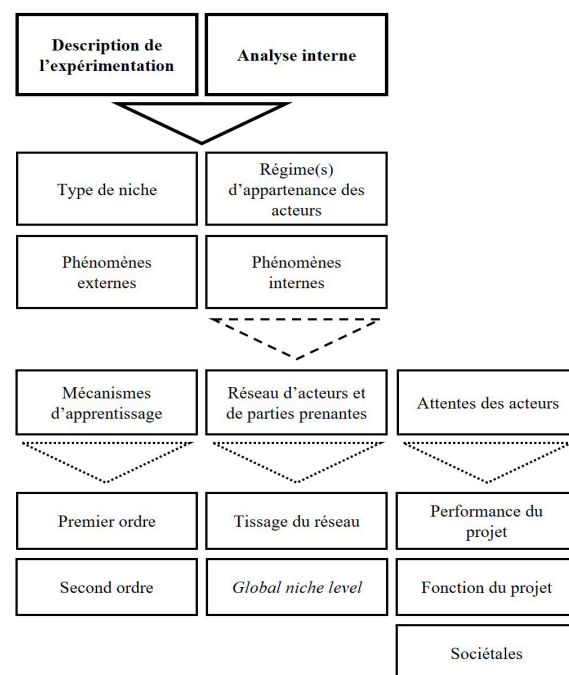 Description de
l’expérimentation
Analyse interne
Type de niche
Régime(s)
d’appartenance des
acteurs
Phénomènes
externes
Phénomènes
internes
Mécanismes
d’apprentissage
Réseau d’acteurs et
de parties prenantes
Attentes des acteurs
Premier ordre
Tissage du réseau
Performance du
projet
Second ordre
Global niche level
Fonction du projet
Sociétales